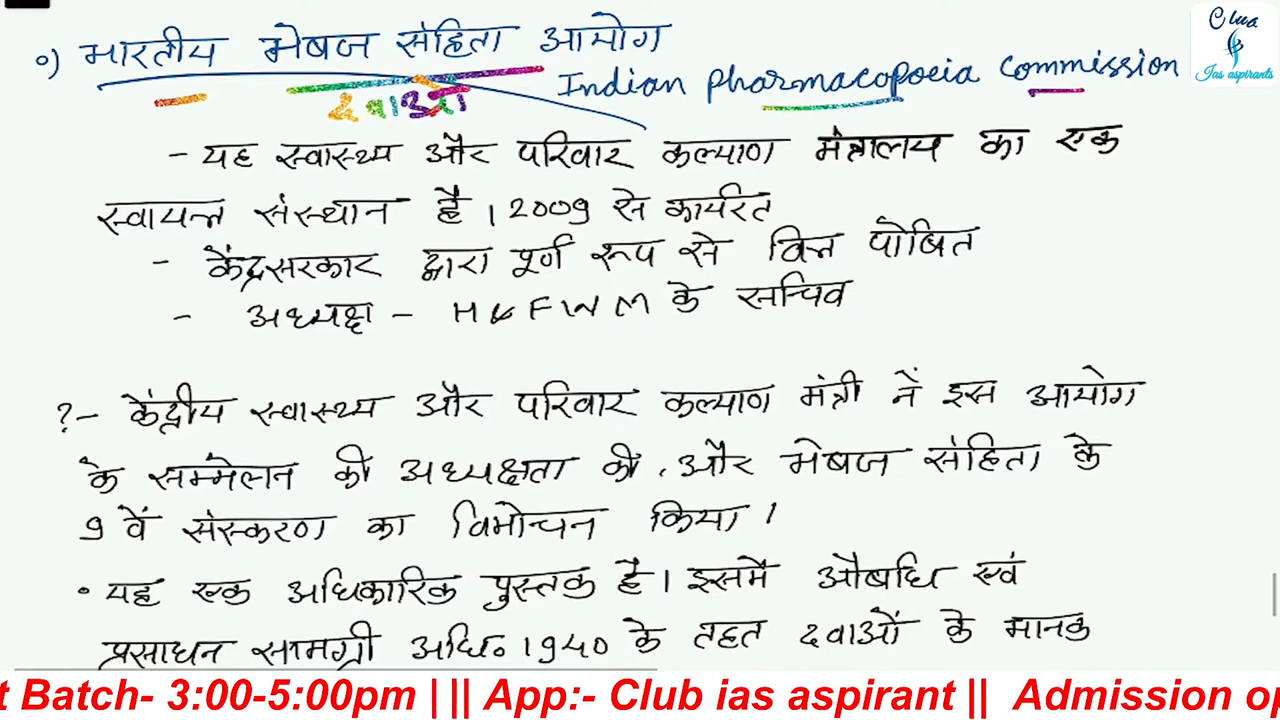 ०) भारतीय भेषज संहिता आयोग
Indian Pharmacopoeia Commission
दवाओ
Club
Ias aspirants
- यह स्वास्थ्य और परिवार कल्याण मंत्रालय का एक
स्वायत्त संस्थान है। 2009 से कार्यरत
- केंद्रसरकार द्वारा पूर्ण रूप से वित्त पोषित
- अध्यक्ष - H&FWM के सचिव
?- केंद्रीय स्वास्थ्य और परिवार कल्याण मंत्री नें इस आयोग
के सम्मेलन की अध्यक्षता की, और भेषज संहिता के
9 वें संस्करण का विमोचन किया।
• यह एक अधिकारिक पुस्तक है। इसमें औषधि एवं
प्रसाधन सामग्री अधि० 1940 के तहत दवाओं के मानक
t Batch- 3:00-5:00pm | || App:- Club ias aspirant || Admission op